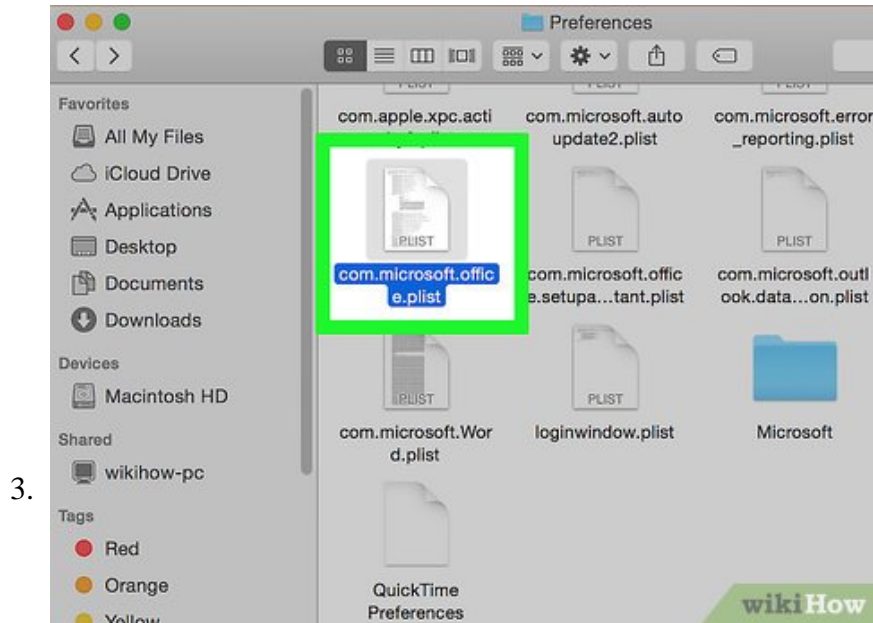 Preferences
Favorites
All My Files
iCloud Drive
Applications
Desktop
Documents
Downloads
Devices
Macintosh HD
Shared
wikihow-pc
Tags
Red
Orange
Yellow
com.apple.xpc.acti
com.microsoft.auto
update2.plist
com.microsoft.error
_reporting.plist
PLIST
com.microsoft.offic
e.plist
PLIST
com.microsoft.offic
e.setupa...tant.plist
PLIST
com.microsoft.outl
ook.data...on.plist
PLIST
com.microsoft.Wor
d.plist
PLIST
loginwindow.plist
Microsoft
QuickTime
Preferences
3.
wikiHow